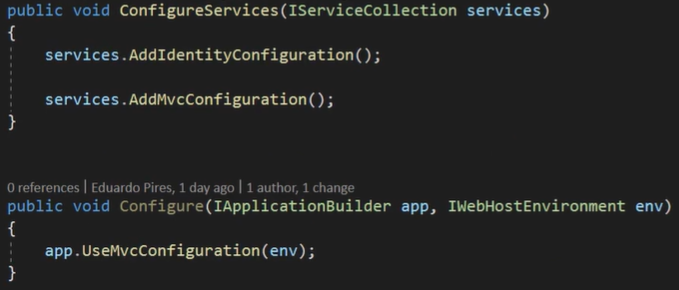 public void ConfigureServices(IServiceCollection services)
{
    services.AddIdentityConfiguration();
    services.AddMvcConfiguration();
}
0 references | Eduardo Pires, 1 day ago | 1 author, 1 change
public void Configure(IApplicationBuilder app, IWebHostEnvironment env)
{
    app.UseMvcConfiguration(env);
}